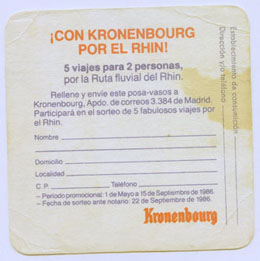 ¡CON KRONENBOURG
POR EL RHIN!
5 viajes para 2 personas,
por la Ruta fluvial del Rhin.
Rellene y envíe este posa-vasos a
Kronenbourg, Apdo. de correos 3.384 de Madrid.
Participará en el sorteo de 5 fabulosos viajes por
el Rhin.
Nombre
Domicilio
Localidad
C.P. Teléfono
– Período promocional: 1 de Mayo a 15 de Septiembre de 1986.
– Fecha de sorteo ante notario: 22 de Septiembre de 1986.
Kronenbourg
Establecimiento de consumición
Dirección y/o teléfono